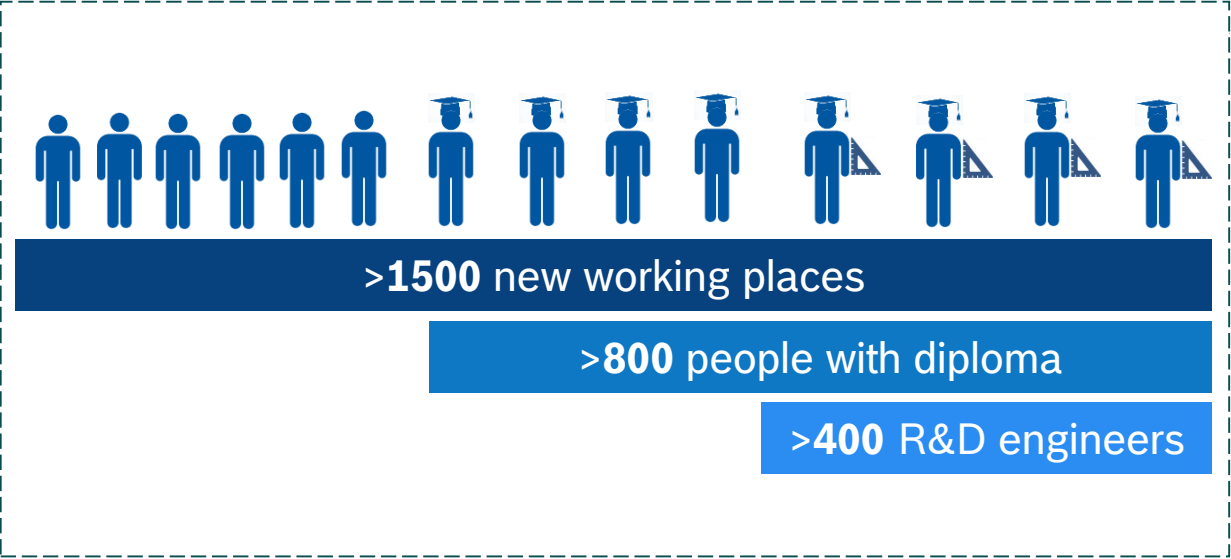 >1500 new working places
>800 people with diploma
>400 R&D engineers